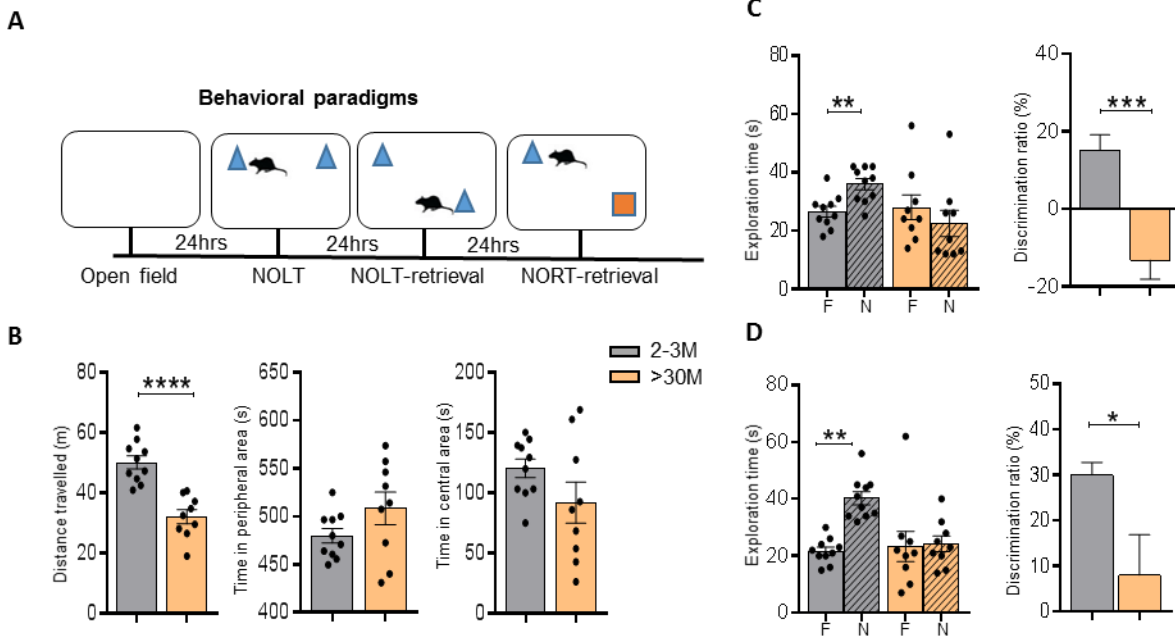 A
Behavioral paradigms
24hrs
24hrs
24hrs
Open field
NOLT
NOLT-retrieval
NORT-retrieval
B
Distance travelled (m)
80
60
40
20
0
****
Time in peripheral area (s)
650
600
550
500
450
400
Time in central area (s)
200
150
100
50
0
2-3M
>30M
C
Exploration time (s)
80
60
40
20
0
**
F
N
F
N
Discrimination ratio (%)
40
20
0
-20
***
D
Exploration time (s)
80
60
40
20
0
**
F
N
F
N
Discrimination ratio (%)
50
40
30
20
10
0
*